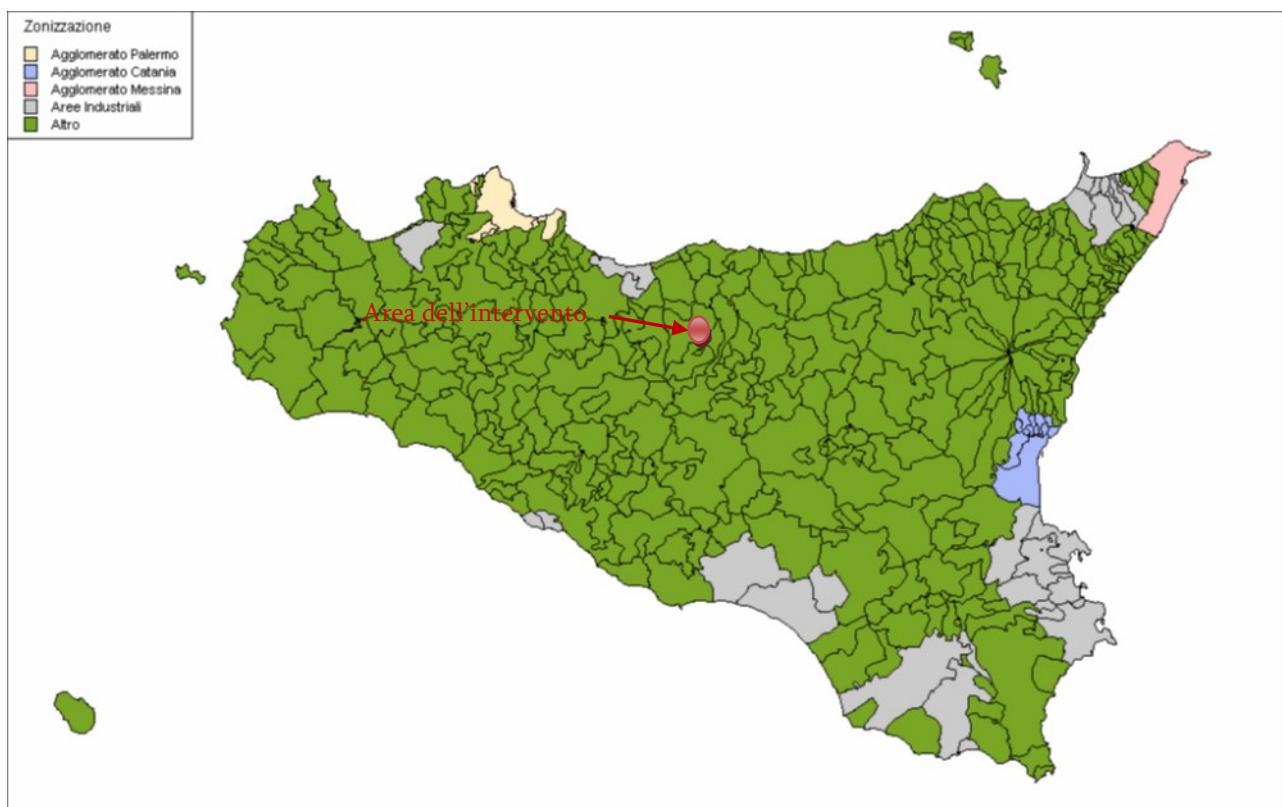 Zonizzazione
Agglomerato Palermo
Agglomerato Catania
Agglomerato Messina
Aree Industriali
Altro
Area dell'intervento